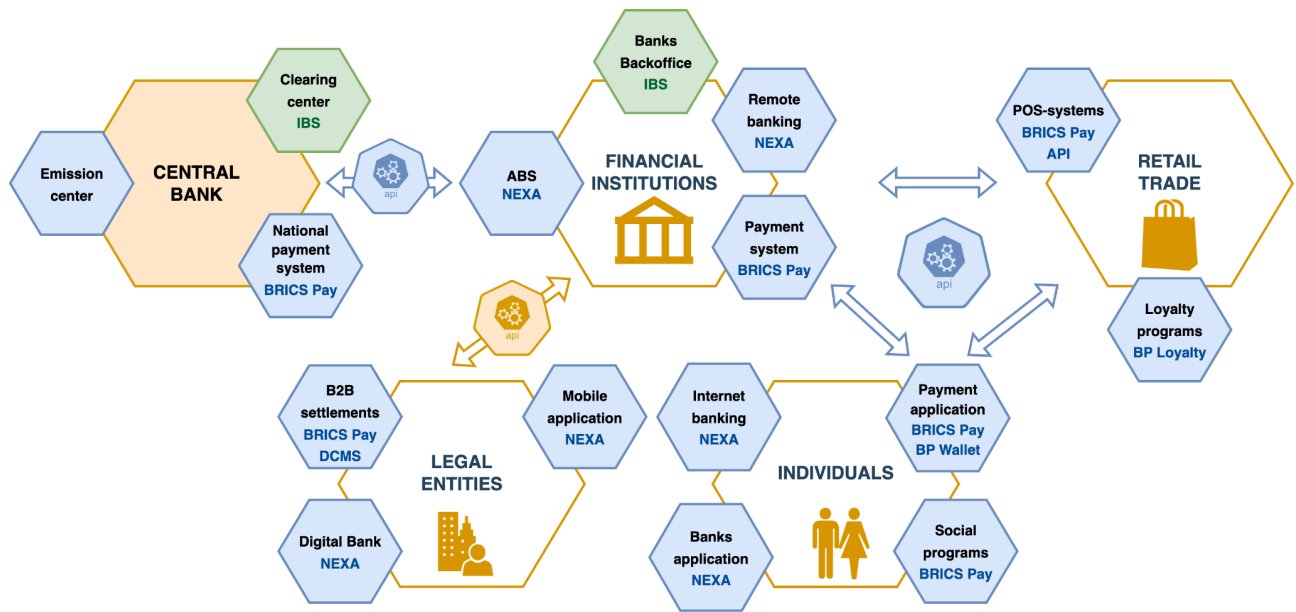 Clearing
center
IBS
Emission
center
CENTRAL
BANK
National
payment
system
BRICS Pay
api
Banks
Backoffice
IBS
Remote
banking
NEXA
ABS
NEXA
FINANCIAL
INSTITUTIONS
Payment
system
BRICS Pay
api
POS-systems
BRICS Pay
API
RETAIL
TRADE
Loyalty
programs
BP Loyalty
api
B2B
settlements
BRICS Pay
DCMS
Mobile
application
NEXA
LEGAL
ENTITIES
Digital Bank
NEXA
Internet
banking
NEXA
Payment
application
BRICS Pay
BP Wallet
INDIVIDUALS
Banks
application
NEXA
Social
programs
BRICS Pay